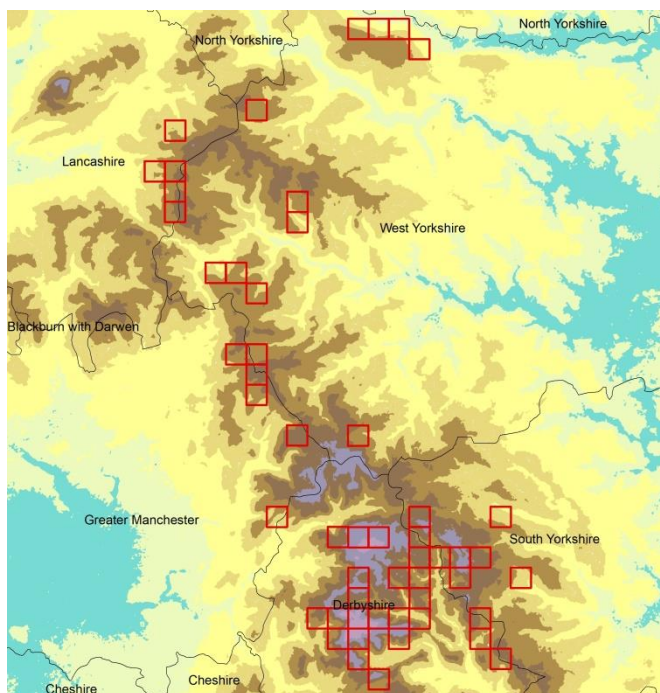 North Yorkshire
North Yorkshire
Lancashire
West Yorkshire
Blackburn with Darwen
Greater Manchester
South Yorkshire
Derbyshire
Cheshire
Cheshire